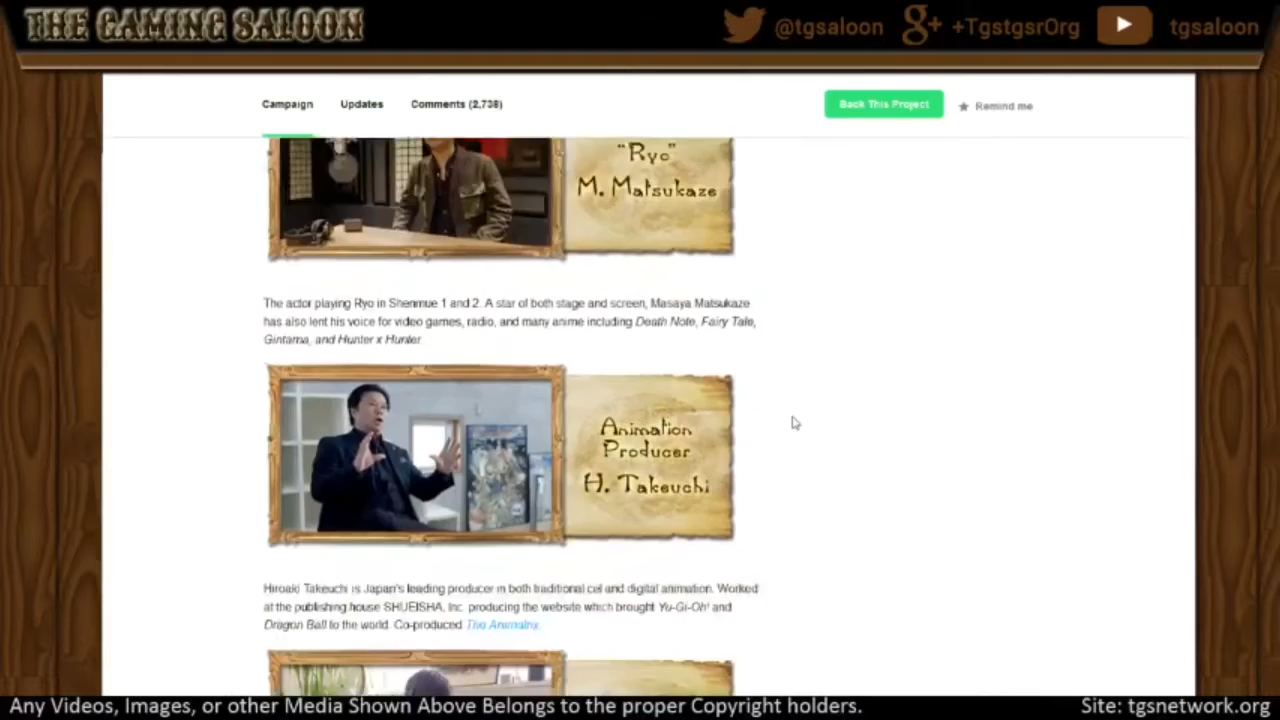 THE GAMING SALOON
@tgsaloon
+TgstgsrOrg
tgsaloon
Campaign Updates Comments (2,738)
Back This Project
Remind me
"Ryo"
M. Matsukaze
The actor playing Ryo in Shenmue 1 and 2. A star of both stage and screen, Masaya Matsukaze
has also lent his voice for video games, radio, and many anime including Death Note, Fairy Tale,
Gintama, and Hunter x Hunter.
Animation
Producer
H. Takeuchi
Hiroaki Takeuchi is Japan's leading producer in both traditional cel and digital animation. Worked
at the publishing house SHUEISHA, Inc. producing the website which brought Yu-Gi-Oh! and
Dragon Ball to the world. Co-produced The Animatrix.
Any Videos, Images, or other Media Shown Above Belongs to the proper Copyright holders.
Site: tgsnetwork.org